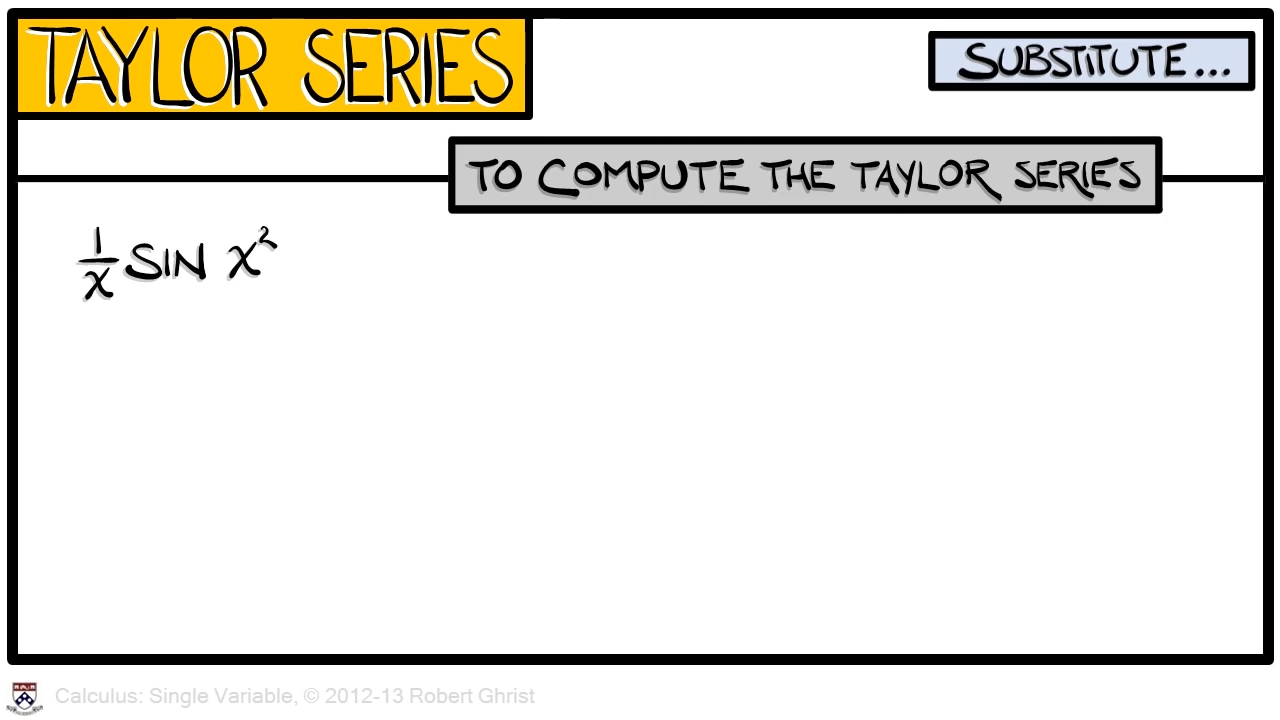 TAYLOR SERIES
SUBSTITUTE...
TO COMPUTE THE TAYLOR SERIES
1/x SIN x²
Calculus: Single Variable, © 2012-13 Robert Ghrist